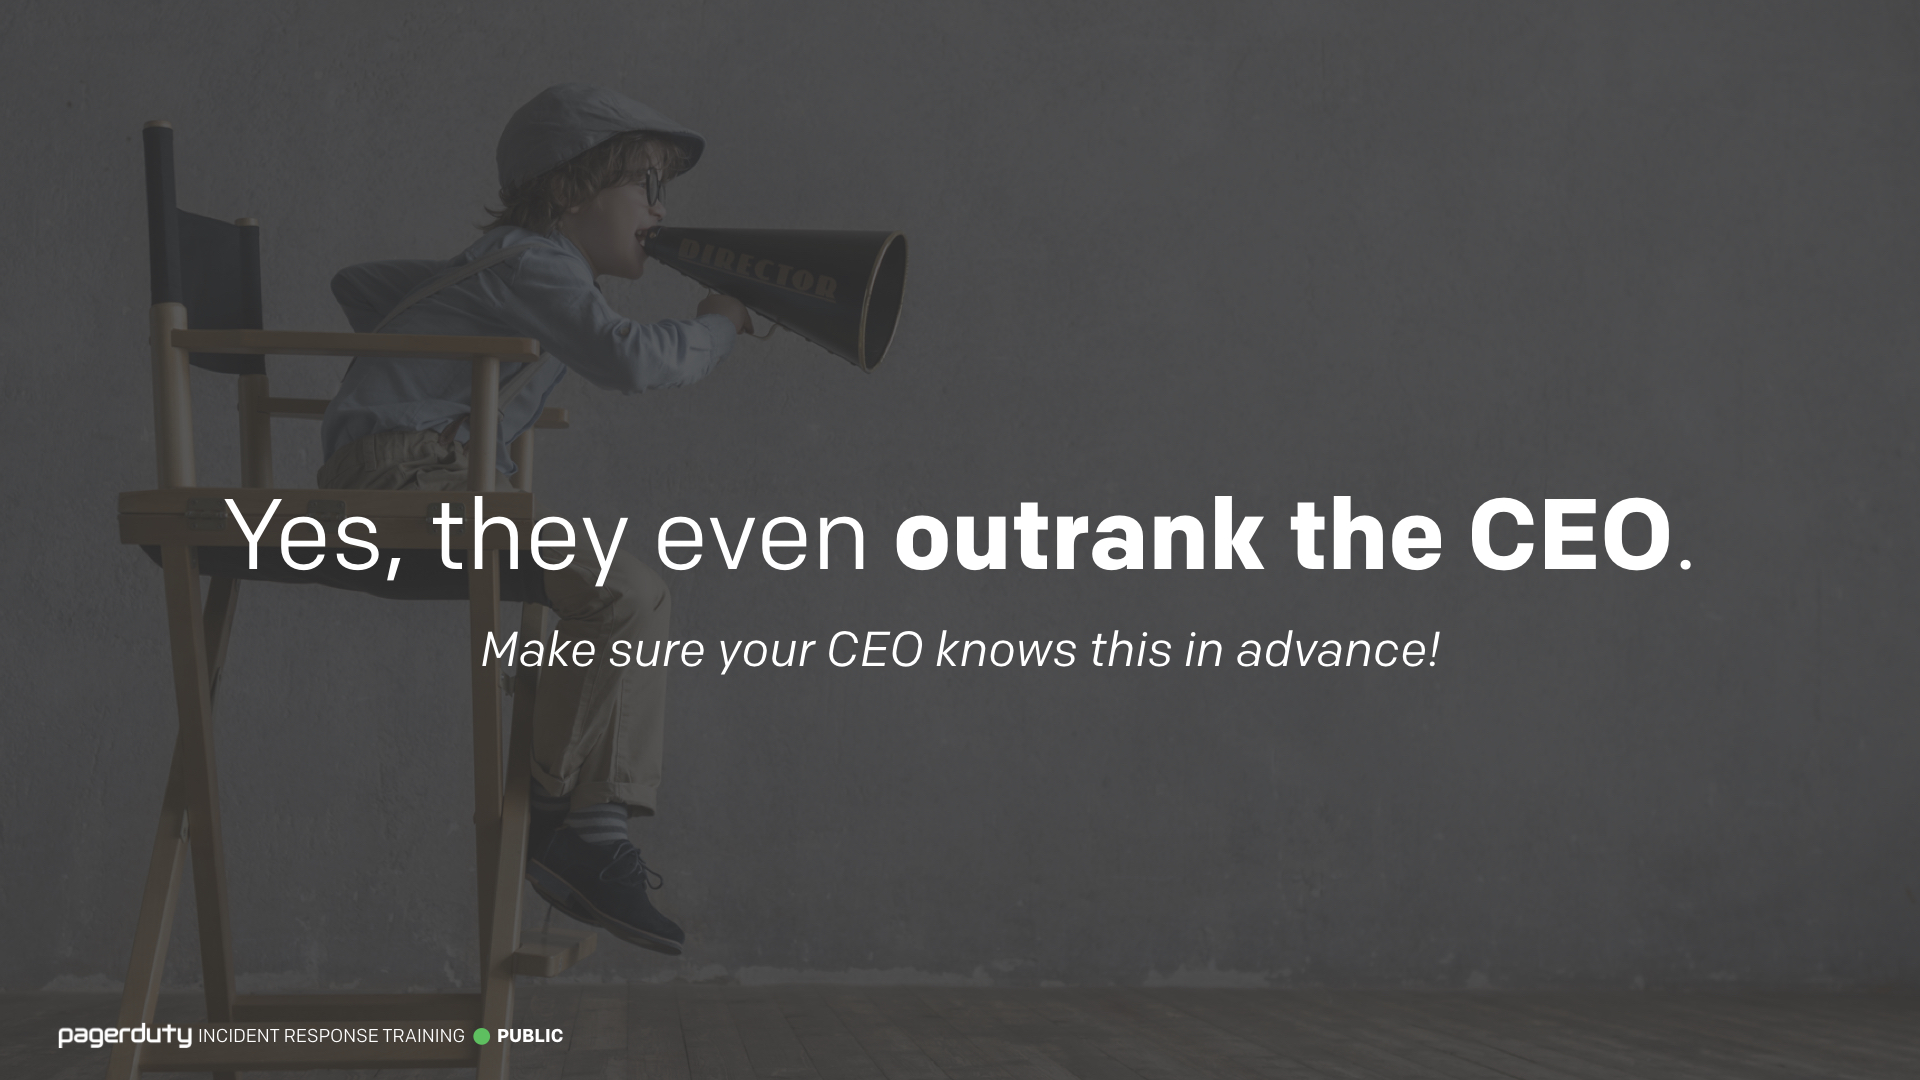 DIRECTOR
Yes, they even outrank the CEO.
Make sure your CEO knows this in advance!
pagerduty INCIDENT RESPONSE TRAINING PUBLIC